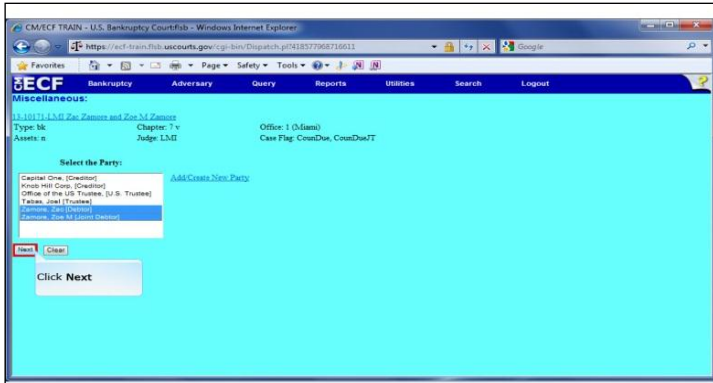 CM/ECF TRAIN - U.S. Bankruptcy Court:flsb - Windows Internet Explorer
https://ecf-train.flsb.uscourts.gov/cgi-bin/Dispatch.pl?418577968716611
Google
Favorites Page Safety Tools
ECF Bankruptcy Adversary Query Reports Utilities Search Logout ?
Miscellaneous:
13-10171-LMI Zac Zamore and Zoe M Zamore
Type: bk Chapter: 7 v Office: 1 (Miami)
Assets: n Judge: LMI Case Flag: CounDue, CounDueJT
Select the Party:
Capital One, [Creditor] Add/Create New Party
Knob Hill Corp, [Creditor]
Office of the US Trustee, [U.S. Trustee]
Tabas, Joel [Trustee]
Zamore, Zac [Debtor]
Zamore, Zoe M [Joint Debtor]
Next Clear
Click Next